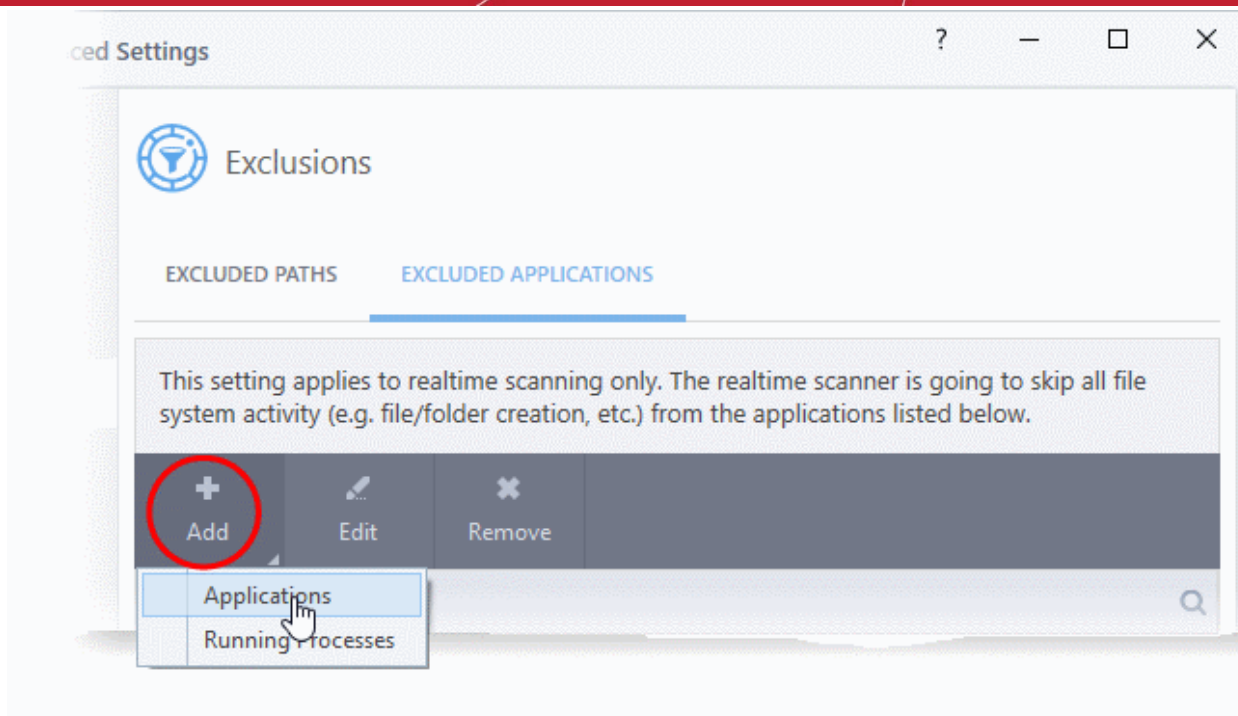 ced Settings
?
Exclusions
EXCLUDED PATHS EXCLUDED APPLICATIONS
This setting applies to realtime scanning only. The realtime scanner is going to skip all file
system activity (e.g. file/folder creation, etc.) from the applications listed below.
Add Edit Remove
Applications
Running Processes